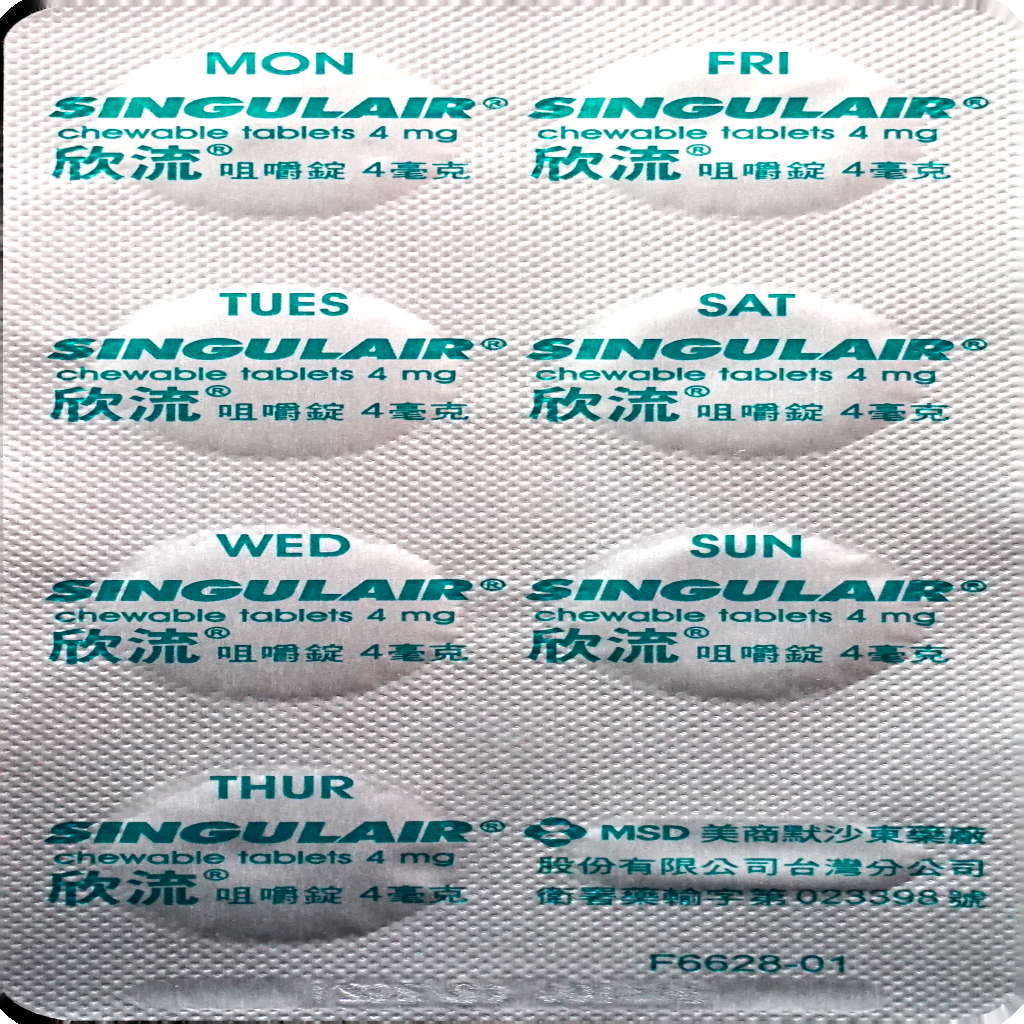 MON
SINGULAIR®
chewable tablets 4 mg
欣流® 咀嚼錠 4毫克
TUES
SINGULAIR®
chewable tablets 4 mg
欣流® 咀嚼錠 4毫克
WED
SINGULAIR®
chewable tablets 4 mg
欣流® 咀嚼錠 4毫克
THUR
SINGULAIR®
chewable tablets 4 mg
欣流® 咀嚼錠 4毫克
FRI
SINGULAIR®
chewable tablets 4 mg
欣流® 咀嚼錠 4毫克
SAT
SINGULAIR®
chewable tablets 4 mg
欣流® 咀嚼錠 4毫克
SUN
SINGULAIR®
chewable tablets 4 mg
欣流® 咀嚼錠 4毫克
MSD 美商默沙東藥廠
股份有限公司台灣分公司
衛署藥輸字第023398號
F6628-01